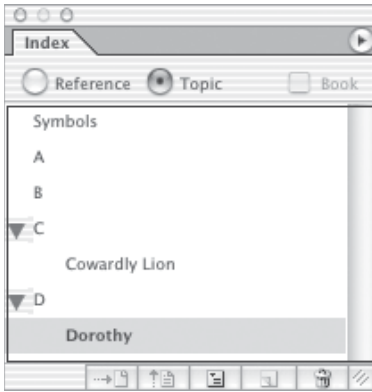 Index
Reference Topic Book
Symbols
A
B
C
Cowardly Lion
D
Dorothy